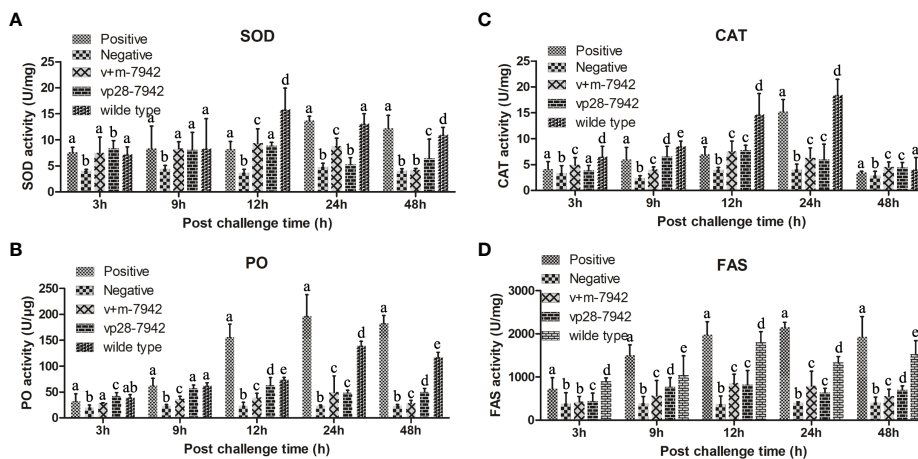 A
SOD
Positive
Negative
v+m-7942
vp28-7942
wilde type
SOD activity (U/mg)
25
20
15
10
5
0
a b a b a
a b a a a
a b c a d
a b c b a
a b b c d
3h 9h 12h 24h 48h
Post challenge time (h)
C
CAT
Positive
Negative
v+m-7942
vp28-7942
wilde type
CAT activity (U/mg)
25
20
15
10
5
0
a b c a d
a b c d e
a b c c d
a b c c d
a b c c a
3h 9h 12h 24h 48h
Post challenge time (h)
B
PO
Positive
Negative
v+m-7942
vp28-7942
wilde type
PO activity (U/μg)
250
200
150
100
50
0
a b a c ab
a b c a a
a b c d e
a b c c d
a b c d e
3h 9h 12h 24h 48h
Post challenge time (h)
D
FAS
Positive
Negative
v+m-7942
vp28-7942
wilde type
FAS activity (U/mg)
3000
2000
1000
0
a b b b a
a b c d e
a b c c d
a b c c d
a b c d e
3h 9h 12h 24h 48h
Post challenge time (h)